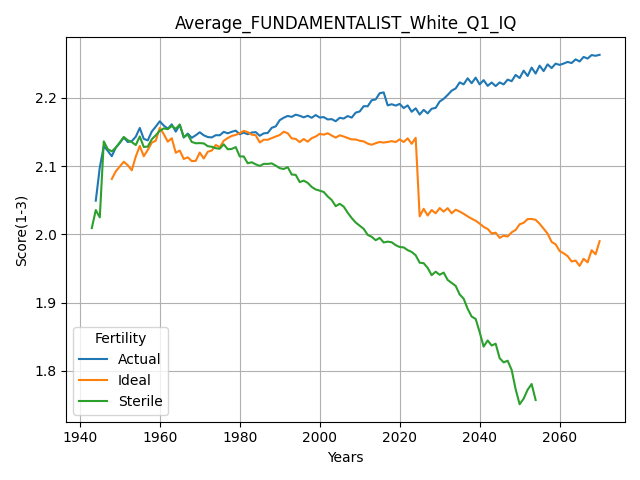 Average_FUNDAMENTALIST_White_Q1_IQ
Score(1-3)
2.2
2.1
2.0
1.9
1.8
Fertility
Actual
Ideal
Sterile
1940 1960 1980 2000 2020 2040 2060
Years